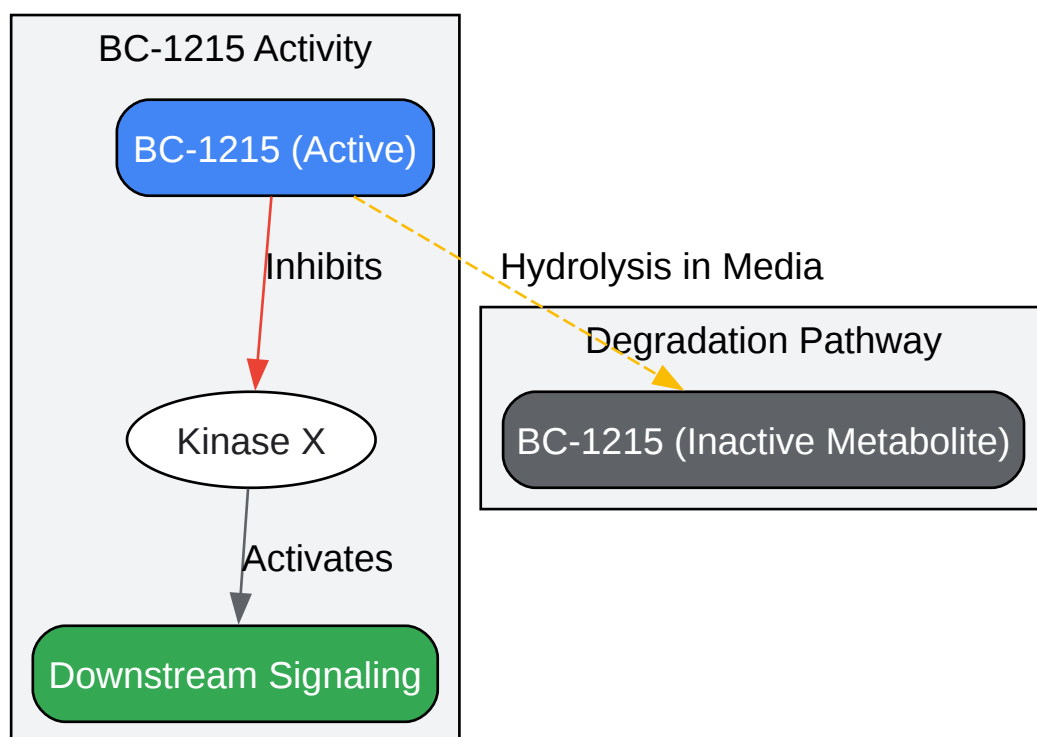 BC-1215 Activity
BC-1215 (Active)
Inhibits
Hydrolysis in Media
Degradation Pathway
Kinase X
BC-1215 (Inactive Metabolite)
Activates
Downstream Signaling